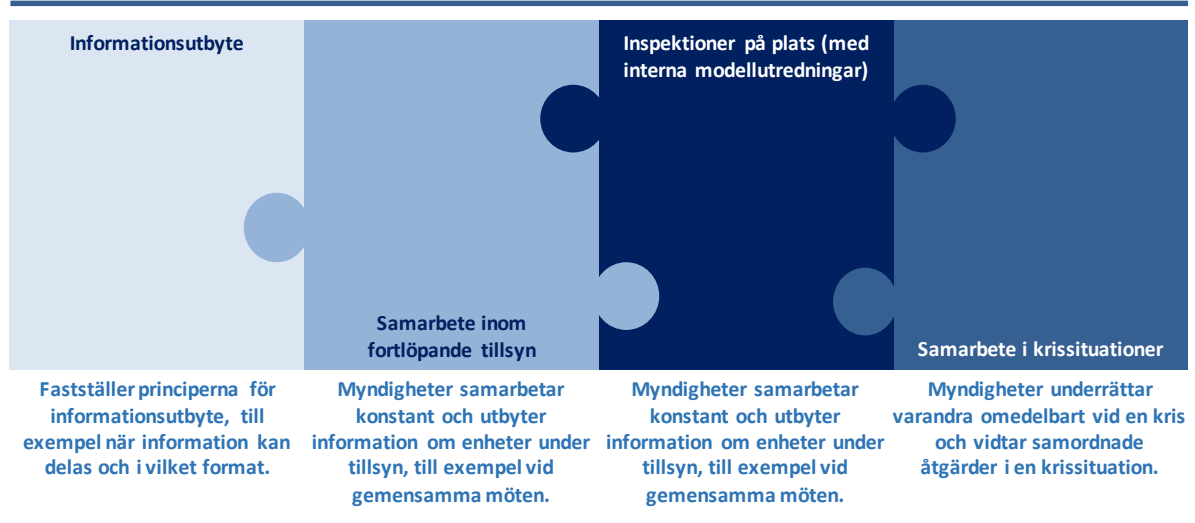 Informationsutbyte
Samarbete inom
fortlöpande tillsyn
Inspektioner på plats (med
interna modellutredningar)
Samarbete i krissituationer
Fastställer principerna för
informationsutbyte, till
exempel när information kan
delas och i vilket format.
Myndigheter samarbetar
konstant och utbyter
information om enheter under
tillsyn, till exempel vid
gemensamma möten.
Myndigheter samarbetar
konstant och utbyter
information om enheter under
tillsyn, till exempel vid
gemensamma möten.
Myndigheter underrättar
varandra omedelbart vid en kris
och vidtar samordnade
åtgärder i en krissituation.